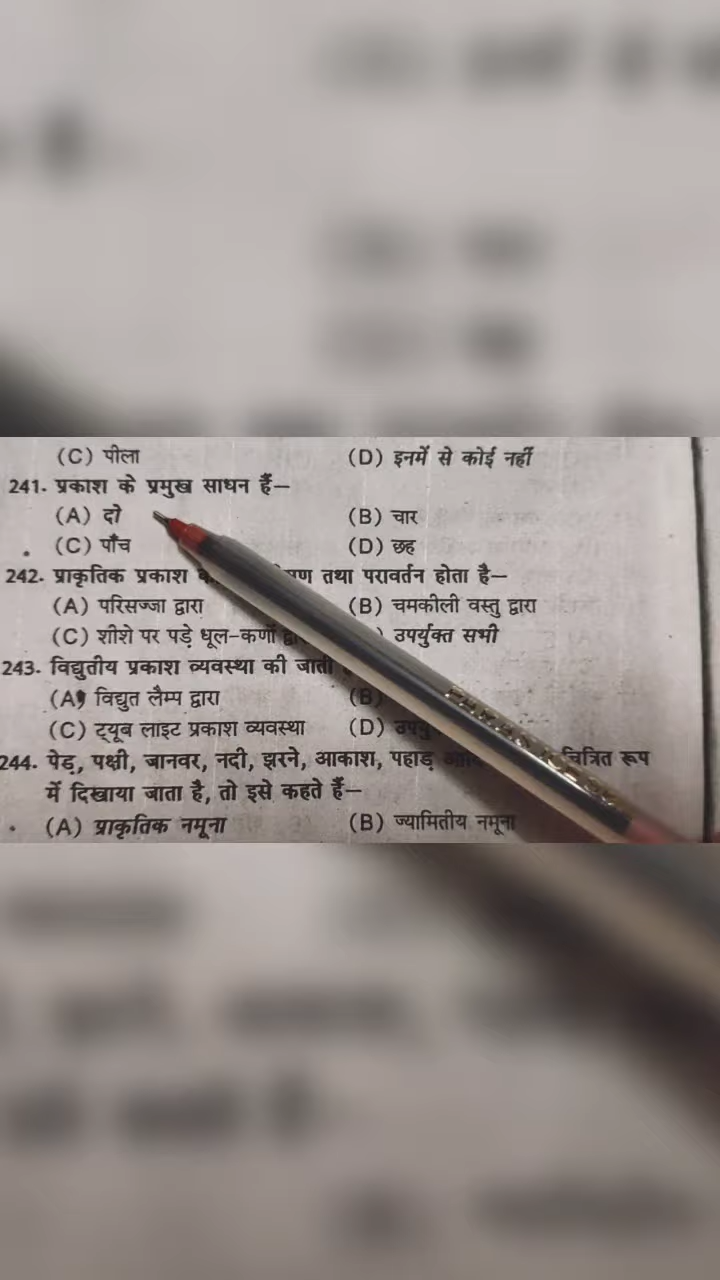 (C) पीला (D) इनमें से कोई नहीं
241. प्रकाश के प्रमुख साधन हैं—
(A) दो (B) चार
(C) पाँच (D) छह
242. प्राकृतिक प्रकाश तथा परावर्तन होता है—
(A) परिसज्जा द्वारा (B) चमकीली वस्तु द्वारा
(C) शीशे पर पड़े धूल-कणों उपर्युक्त सभी
243. विद्युतीय प्रकाश व्यवस्था की जाती
(A) विद्युत लैम्प द्वारा (B)
(C) ट्यूब लाइट प्रकाश व्यवस्था (D)
244. पेड़, पक्षी, जानवर, नदी, झरने, आकाश, पहाड़ चित्रित रूप
में दिखाया जाता है, तो इसे कहते हैं—
(A) प्राकृतिक नमूना (B) ज्यामितीय नमूना